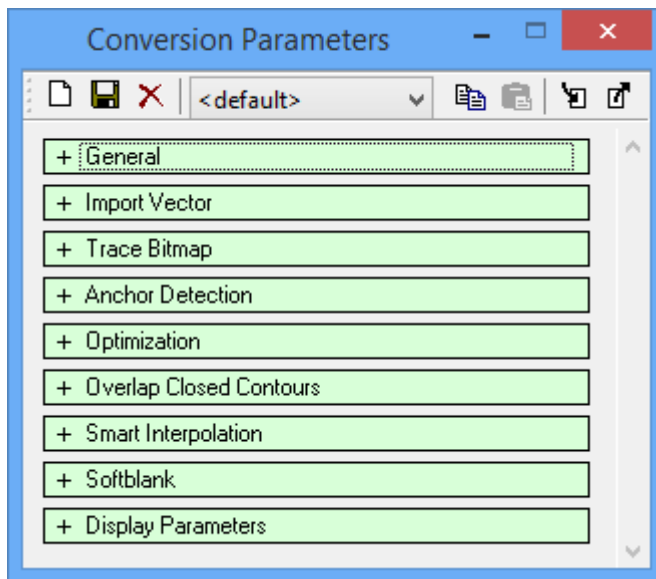 Conversion Parameters
<default>
+ General
+ Import Vector
+ Trace Bitmap
+ Anchor Detection
+ Optimization
+ Overlap Closed Contours
+ Smart Interpolation
+ Softblank
+ Display Parameters